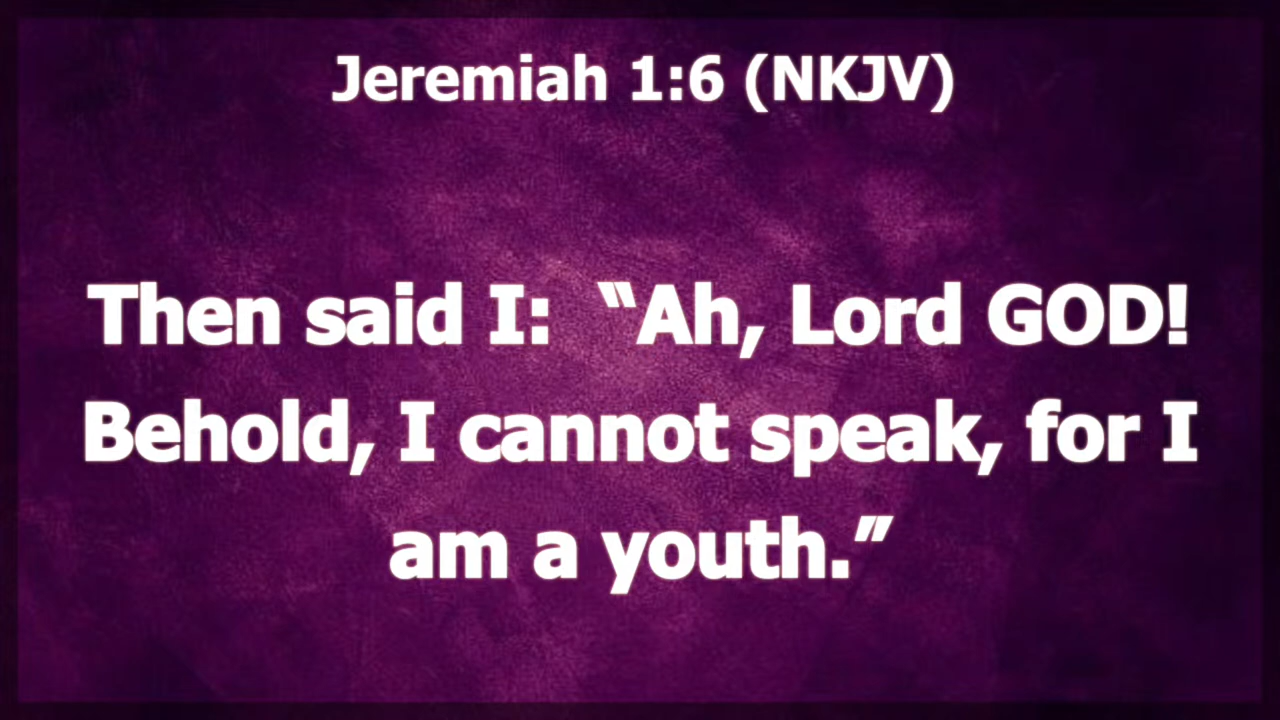 Jeremiah 1:6 (NKJV)
Then said I:  “Ah, Lord GOD!
Behold, I cannot speak, for I
am a youth.”